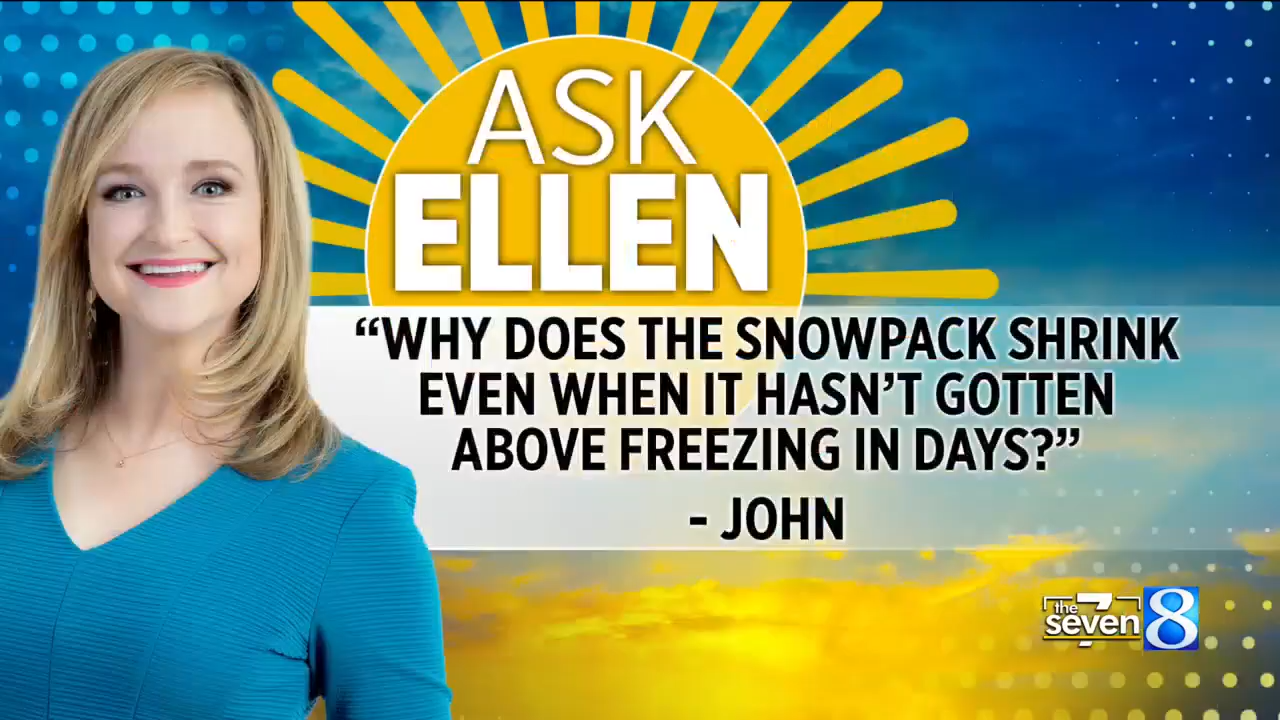 ASK
ELLEN
“WHY DOES THE SNOWPACK SHRINK
EVEN WHEN IT HASN’T GOTTEN
ABOVE FREEZING IN DAYS?”
- JOHN
the 7
seven 8